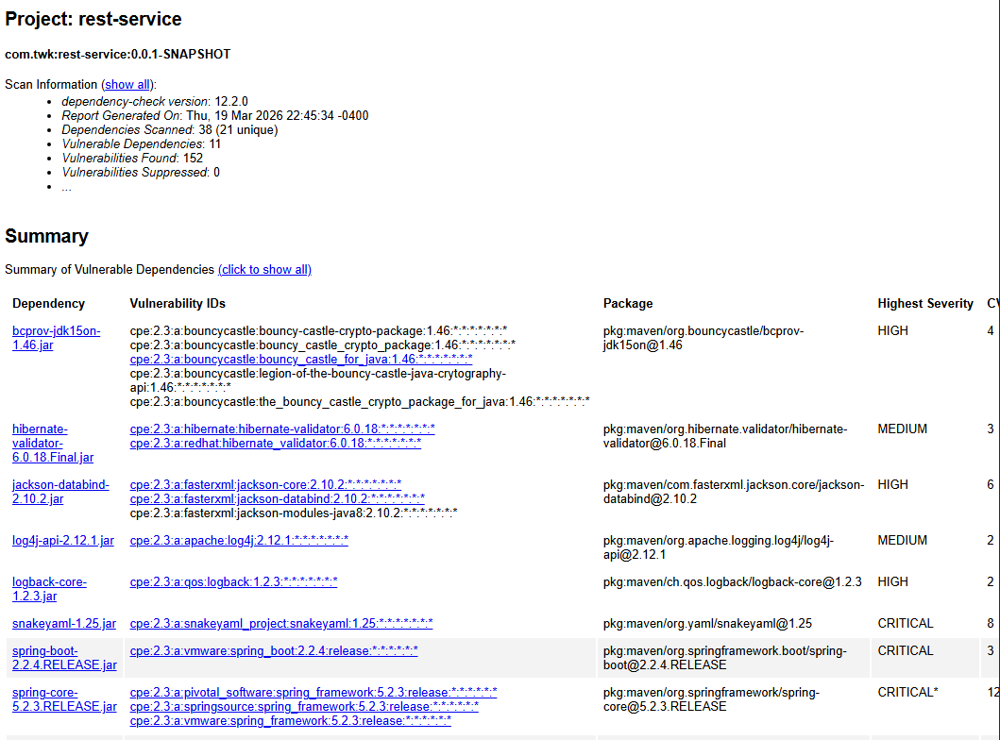 Project: rest-service
com.twk:rest-service:0.0.1-SNAPSHOT
Scan Information (show all):
• dependency-check version: 12.2.0
• Report Generated On: Thu, 19 Mar 2026 22:45:34 -0400
• Dependencies Scanned: 38 (21 unique)
• Vulnerable Dependencies: 11
• Vulnerabilities Found: 152
• Vulnerabilities Suppressed: 0
• ...
Summary
Summary of Vulnerable Dependencies (click to show all)
Dependency Vulnerability IDs Package Highest Severity
bcprov-jdk15on- cpe:2.3:a:bouncycastle:bouncy-castle-crypto-package:1.46:*:*:*:*:*:*:* pkg:maven/org.bouncycastle/bcprov- HIGH 4
1.46.jar cpe:2.3:a:bouncycastle:bouncy_castle_crypto_package:1.46:*:*:*:*:*:*:* jdk15on@1.46
cpe:2.3:a:bouncycastle:bouncy_castle_for_java:1.46:*:*:*:*:*:*:*
cpe:2.3:a:bouncycastle:legion-of-the-bouncy-castle-java-crytography-
api:1.46:*:*:*:*:*:*:*
cpe:2.3:a:bouncycastle:the_bouncy_castle_crypto_package_for_java:1.46:*:*:*:*:*:*:*
hibernate- cpe:2.3:a:hibernate:hibernate-validator:6.0.18:*:*:*:*:*:*:* pkg:maven/org.hibernate.validator/hibernate- MEDIUM 3
validator- cpe:2.3:a:redhat:hibernate_validator:6.0.18:*:*:*:*:*:*:* validator@6.0.18.Final
6.0.18.Final.jar
jackson-databind- cpe:2.3:a:fasterxml:jackson-core:2.10.2:*:*:*:*:*:*:* pkg:maven/com.fasterxml.jackson.core/jackson- HIGH 6
2.10.2.jar cpe:2.3:a:fasterxml:jackson-databind:2.10.2:*:*:*:*:*:*:* databind@2.10.2
cpe:2.3:a:fasterxml:jackson-modules-java8:2.10.2:*:*:*:*:*:*:*
log4j-api-2.12.1.jar cpe:2.3:a:apache:log4j:2.12.1:*:*:*:*:*:*:* pkg:maven/org.apache.logging.log4j/log4j- MEDIUM 2
api@2.12.1
logback-core- cpe:2.3:a:qos:logback:1.2.3:*:*:*:*:*:*:* pkg:maven/ch.qos.logback/logback-core@1.2.3 HIGH 2
1.2.3.jar
snakeyaml-1.25.jar cpe:2.3:a:snakeyaml_project:snakeyaml:1.25:*:*:*:*:*:*:* pkg:maven/org.yaml/snakeyaml@1.25 CRITICAL 8
spring-boot- cpe:2.3:a:vmware:spring_boot:2.2.4:release:*:*:*:*:*:* pkg:maven/org.springframework.boot/spring- CRITICAL 3
2.2.4.RELEASE.jar boot@2.2.4.RELEASE
spring-core- cpe:2.3:a:pivotal_software:spring_framework:5.2.3:release:*:*:*:*:*:* pkg:maven/org.springframework/spring- CRITICAL* 12
5.2.3.RELEASE.jar cpe:2.3:a:springsource:spring_framework:5.2.3:release:*:*:*:*:*:* core@5.2.3.RELEASE
cpe:2.3:a:vmware:spring_framework:5.2.3:release:*:*:*:*:*:*